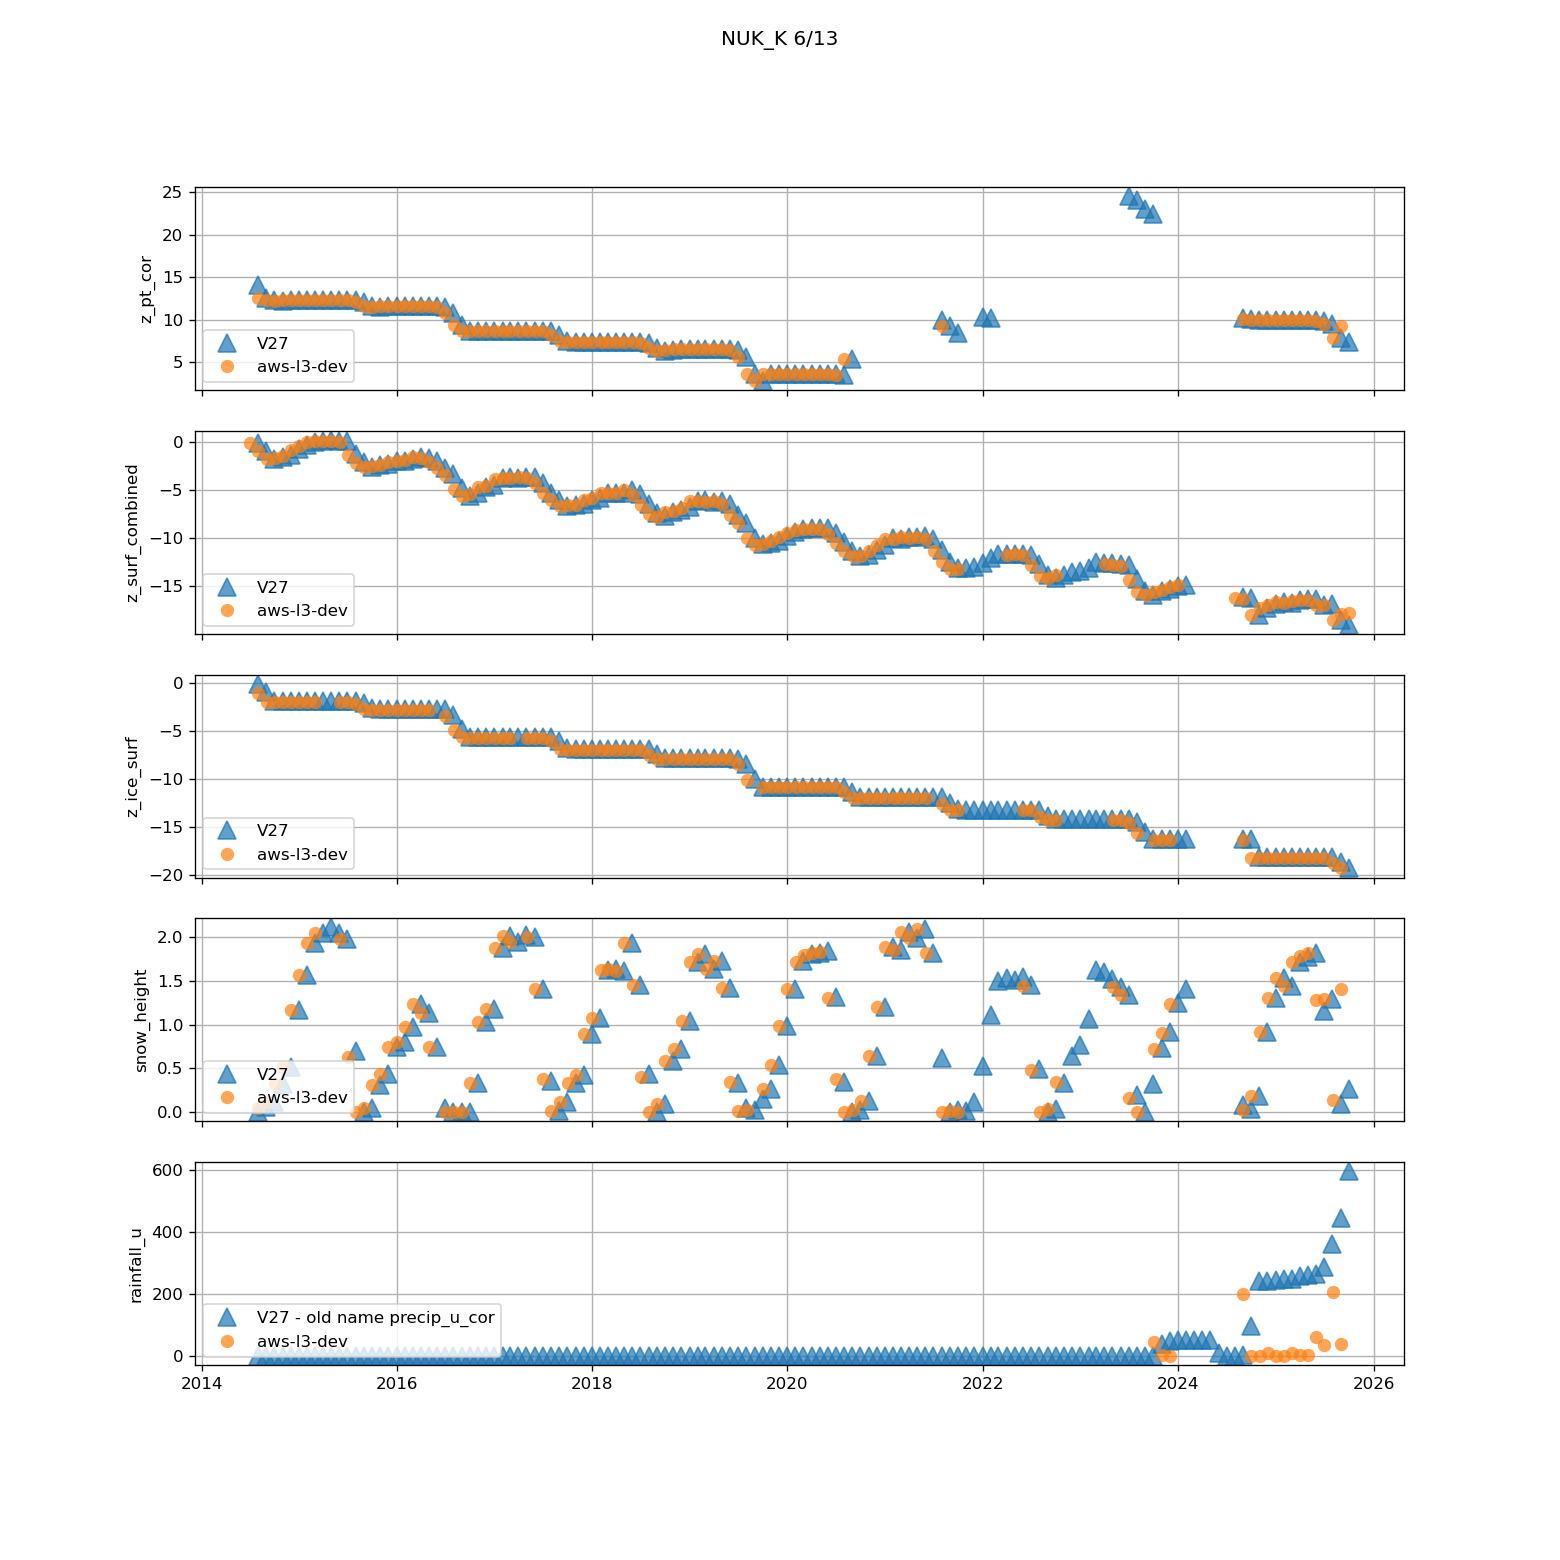 NUK_K 6/13
25
20
15
10
5
z_pt_cor
V27
aws-l3-dev
0
−5
−10
−15
z_surf_combined
V27
aws-l3-dev
0
−5
−10
−15
−20
z_ice_surf
V27
aws-l3-dev
2.0
1.5
1.0
0.5
0.0
snow_height
V27
aws-l3-dev
600
400
200
0
rainfall_u
V27 - old name precip_u_cor
aws-l3-dev
2014 2016 2018 2020 2022 2024 2026